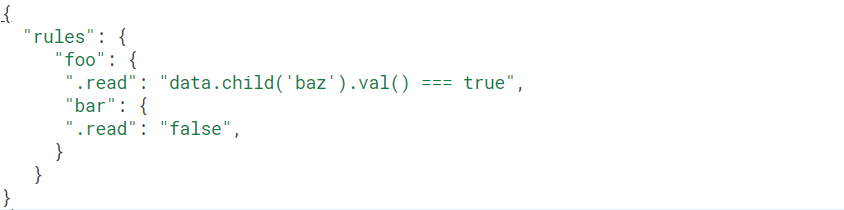 {
  "rules": {
     "foo": {
      ".read": "data.child('baz').val() === true",
      "bar": {
      ".read": "false",
     }
   }
}